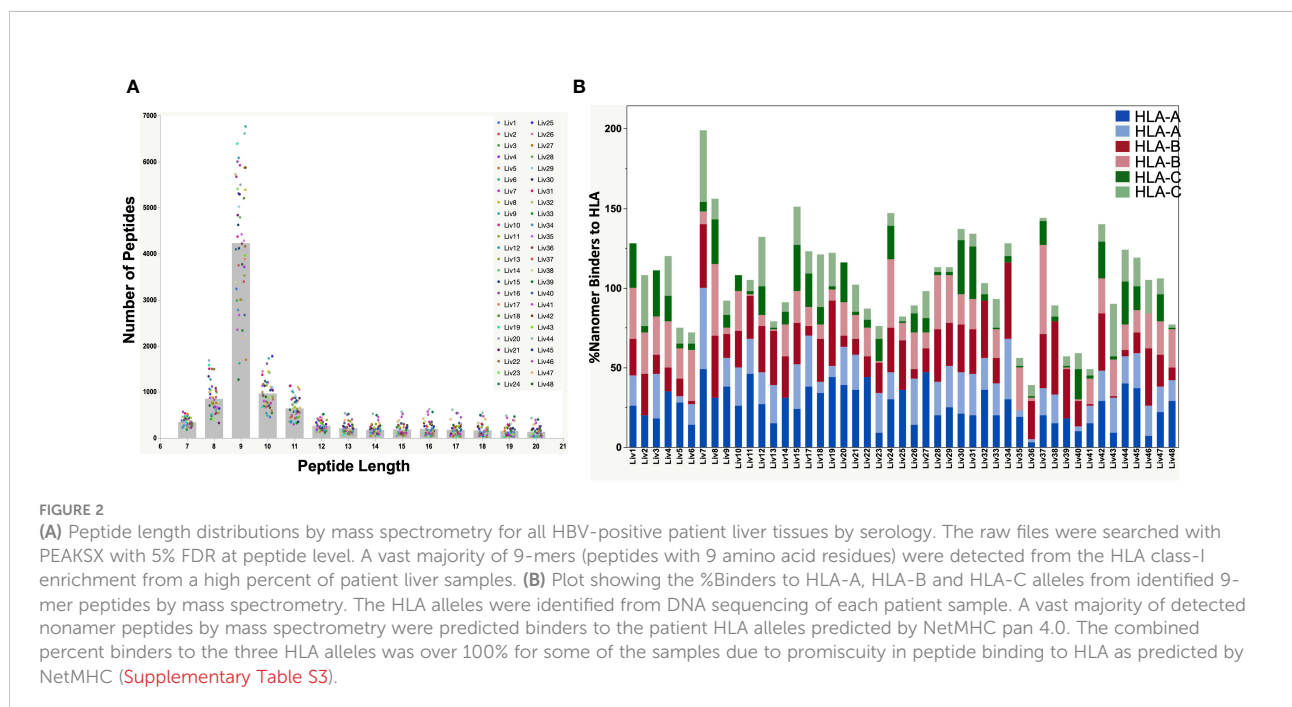 A
B
7000
6000
5000
4000
3000
2000
1000
0
Number of Peptides
6 7 8 9 10 11 12 13 14 15 16 17 18 19 20 21
Peptide Length
Liv1 Liv25
Liv2 Liv26
Liv3 Liv27
Liv4 Liv28
Liv5 Liv29
Liv6 Liv30
Liv7 Liv31
Liv8 Liv32
Liv9 Liv33
Liv10 Liv34
Liv11 Liv35
Liv12 Liv36
Liv13 Liv37
Liv14 Liv38
Liv15 Liv39
Liv16 Liv40
Liv17 Liv41
Liv18 Liv42
Liv19 Liv43
Liv20 Liv44
Liv21 Liv45
Liv22 Liv46
Liv23 Liv47
Liv24 Liv48
%Nanomer Binders to HLA
200
150
100
50
0
HLA-A
HLA-A
HLA-B
HLA-B
HLA-C
HLA-C
Liv1 Liv2 Liv3 Liv4 Liv5 Liv6 Liv7 Liv8 Liv9 Liv10 Liv11 Liv12 Liv13 Liv14 Liv15 Liv17 Liv18 Liv19 Liv20 Liv21 Liv22 Liv23 Liv24 Liv25 Liv26 Liv27 Liv28 Liv29 Liv30 Liv31 Liv32 Liv33 Liv34 Liv35 Liv36 Liv37 Liv38 Liv39 Liv40 Liv41 Liv42 Liv43 Liv44 Liv45 Liv46 Liv47 Liv48
FIGURE 2
(A) Peptide length distributions by mass spectrometry for all HBV-positive patient liver tissues by serology. The raw files were searched with
PEAKSX with 5% FDR at peptide level. A vast majority of 9-mers (peptides with 9 amino acid residues) were detected from the HLA class-I
enrichment from a high percent of patient liver samples. (B) Plot showing the %Binders to HLA-A, HLA-B and HLA-C alleles from identified 9-
mer peptides by mass spectrometry. The HLA alleles were identified from DNA sequencing of each patient sample. A vast majority of detected
nonamer peptides by mass spectrometry were predicted binders to the patient HLA alleles predicted by NetMHC pan 4.0. The combined
percent binders to the three HLA alleles was over 100% for some of the samples due to promiscuity in peptide binding to HLA as predicted by
NetMHC (Supplementary Table S3).